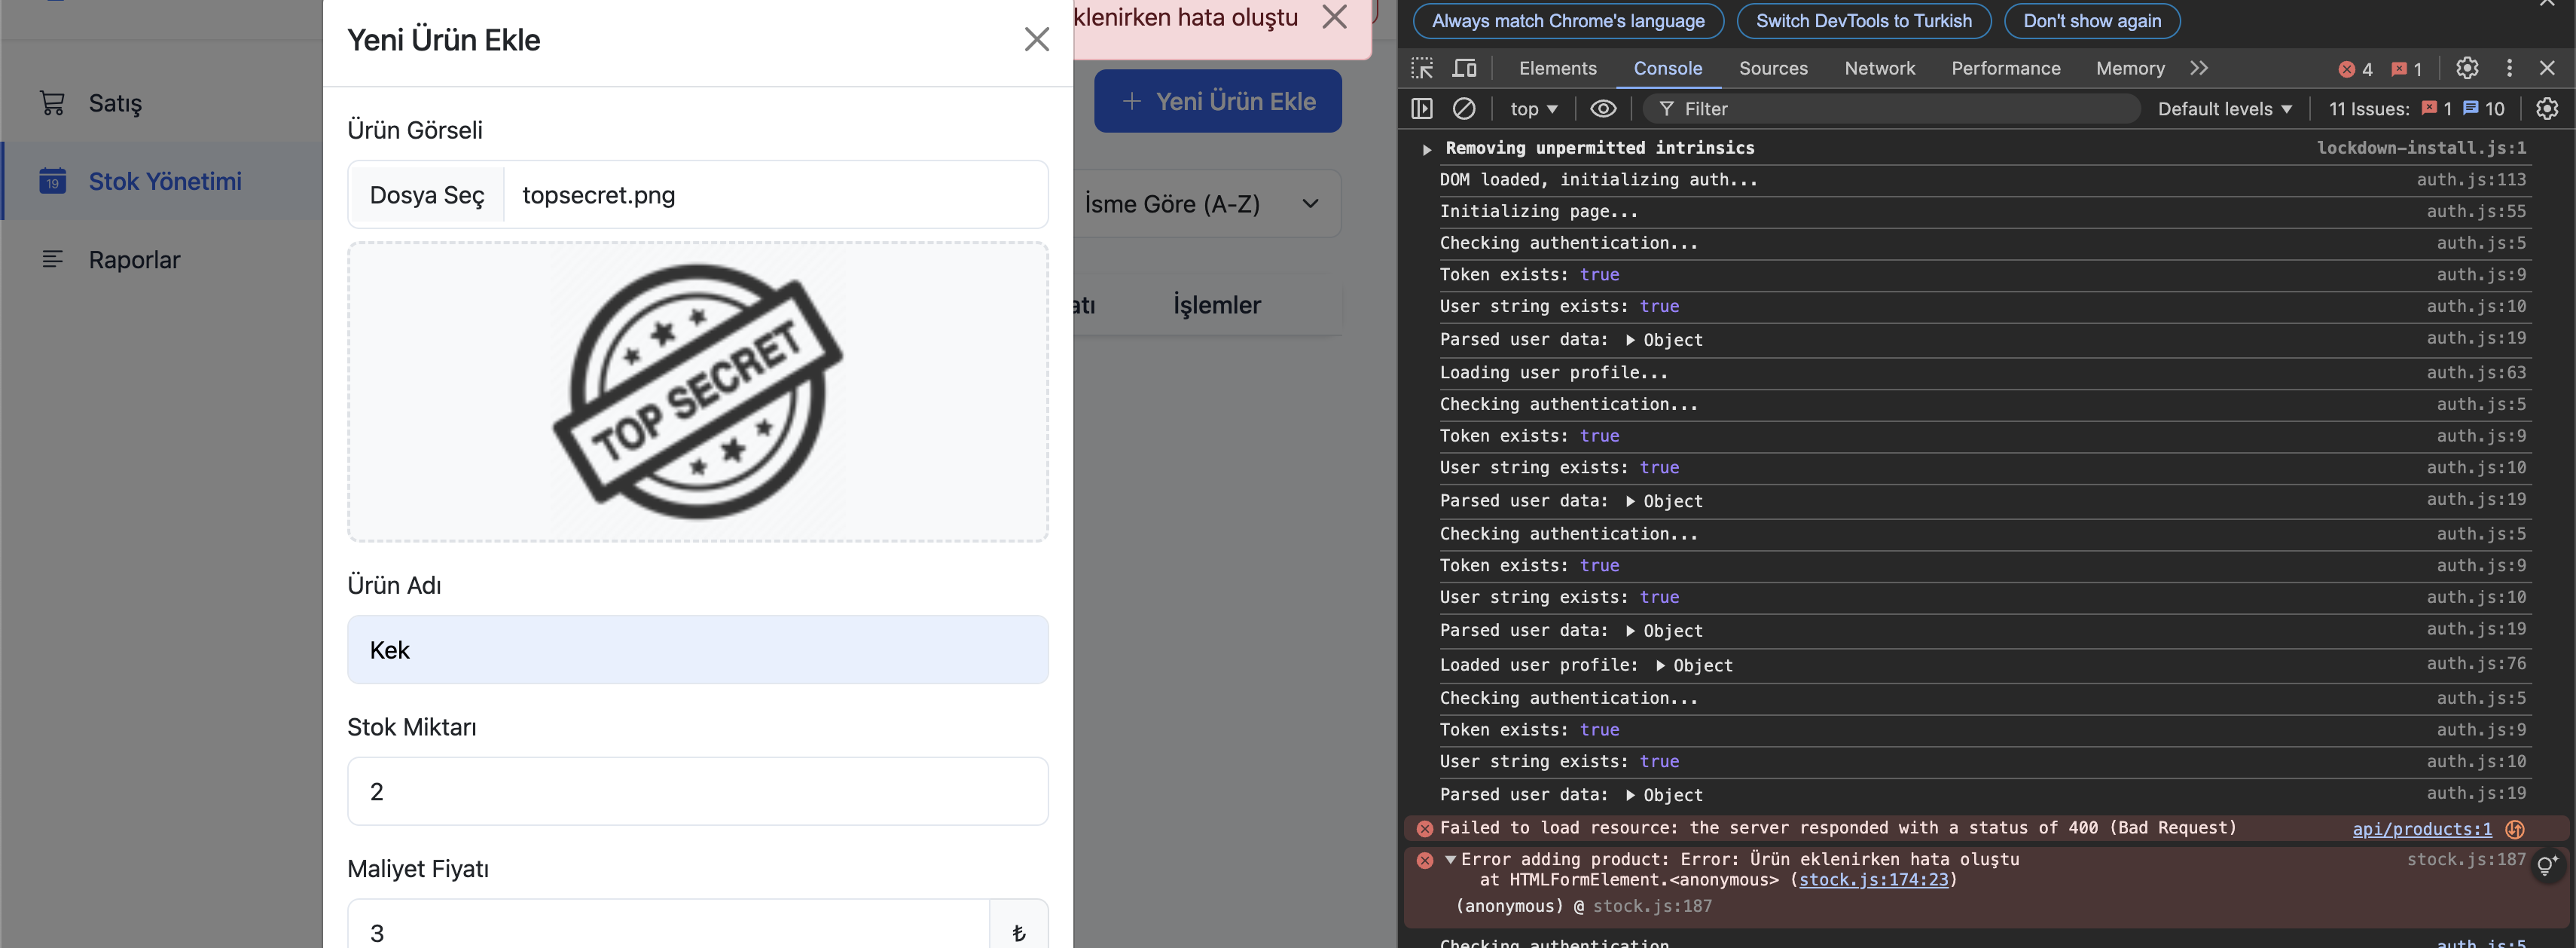 Yeni Ürün Ekle
klenirken hata oluştu
Satış
Stok Yönetimi
19
Raporlar
+ Yeni Ürün Ekle
İsme Göre (A-Z)
atı
İşlemler
Ürün Görseli
Dosya Seç
topsecret.png
TOP SECRET
Ürün Adı
Kek
Stok Miktarı
2
Maliyet Fiyatı
3
₺
Always match Chrome's language
Switch DevTools to Turkish
Don't show again
Elements
Console
Sources
Network
Performance
Memory
4
1
top
Filter
Default levels
11 Issues: 1 10
Removing unpermitted intrinsics lockdown-install.js:1
DOM loaded, initializing auth... auth.js:113
Initializing page... auth.js:55
Checking authentication... auth.js:5
Token exists: true auth.js:9
User string exists: true auth.js:10
Parsed user data: Object auth.js:19
Loading user profile... auth.js:63
Checking authentication... auth.js:5
Token exists: true auth.js:9
User string exists: true auth.js:10
Parsed user data: Object auth.js:19
Checking authentication... auth.js:5
Token exists: true auth.js:9
User string exists: true auth.js:10
Parsed user data: Object auth.js:19
Loaded user profile: Object auth.js:76
Checking authentication... auth.js:5
Token exists: true auth.js:9
User string exists: true auth.js:10
Parsed user data: Object auth.js:19
Failed to load resource: the server responded with a status of 400 (Bad Request) api/products:1
Error adding product: Error: Ürün eklenirken hata oluştu stock.js:187
at HTMLFormElement.<anonymous> (stock.js:174:23)
(anonymous) @ stock.js:187
Checking authentication auth.js:5